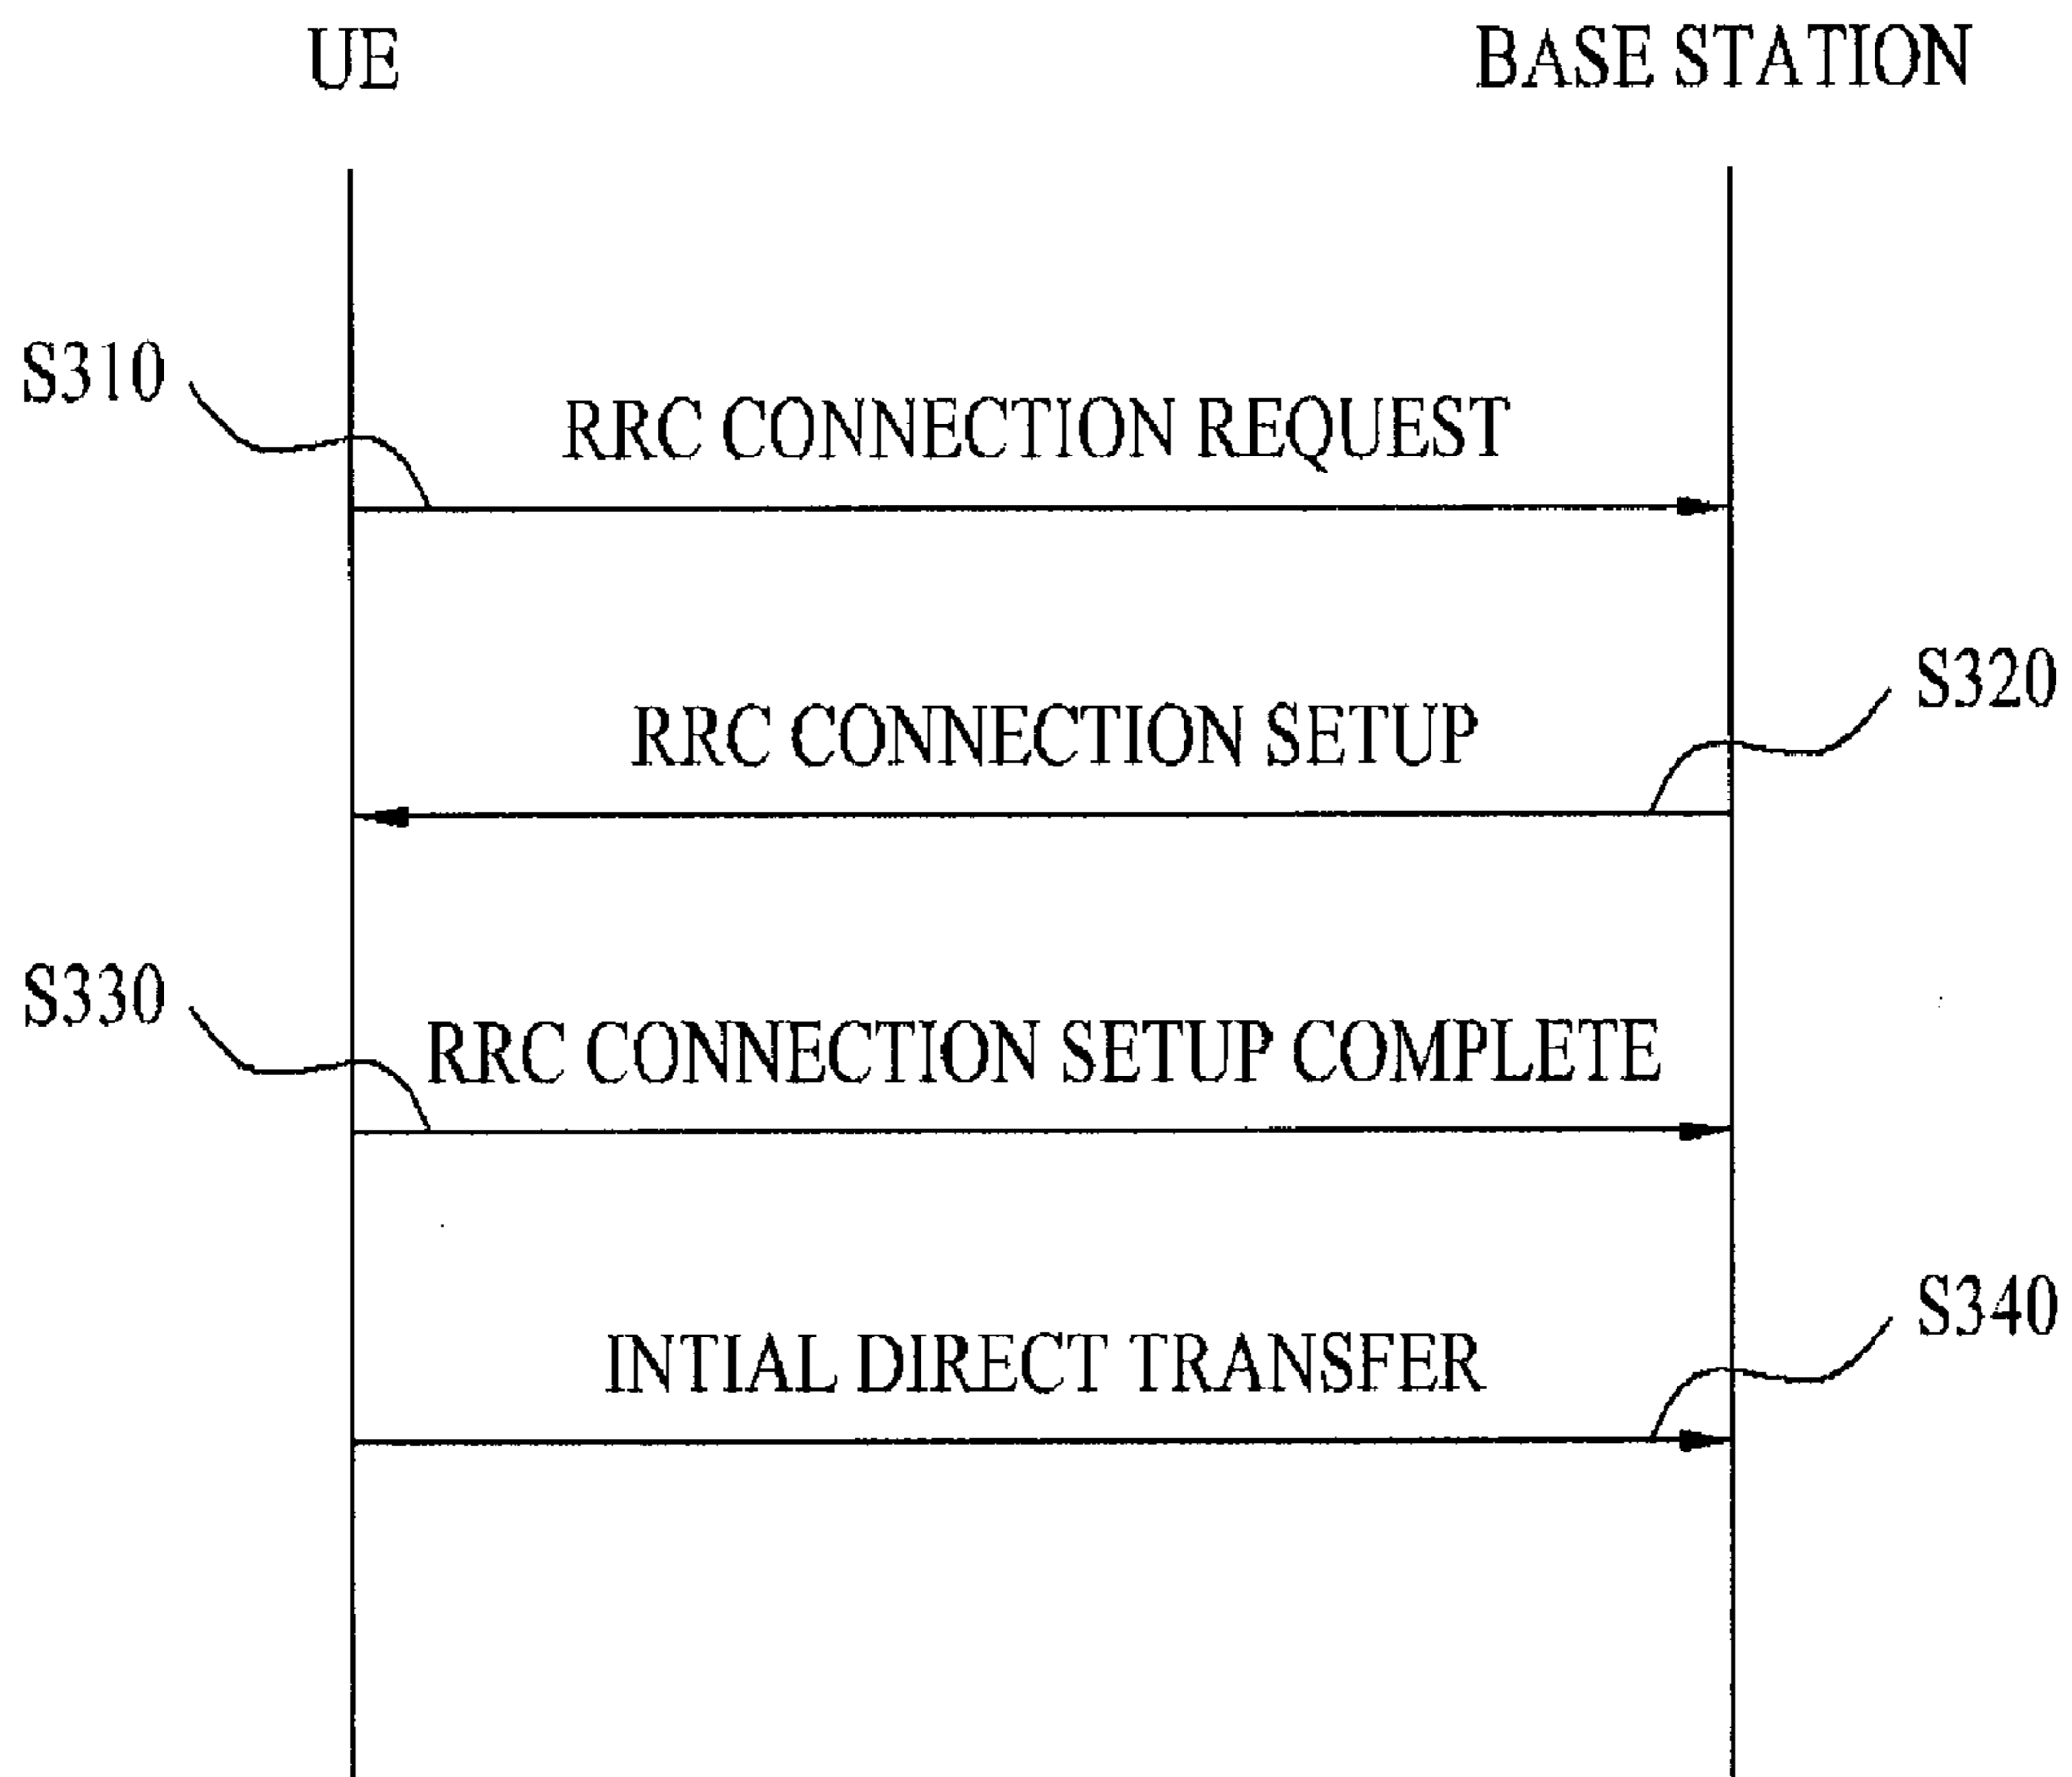 UE
BASE STATION
S310
RRC CONNECTION REQUEST
S320
RRC CONNECTION SETUP
S330
RRC CONNECTION SETUP COMPLETE
S340
INTIAL DIRECT TRANSFER